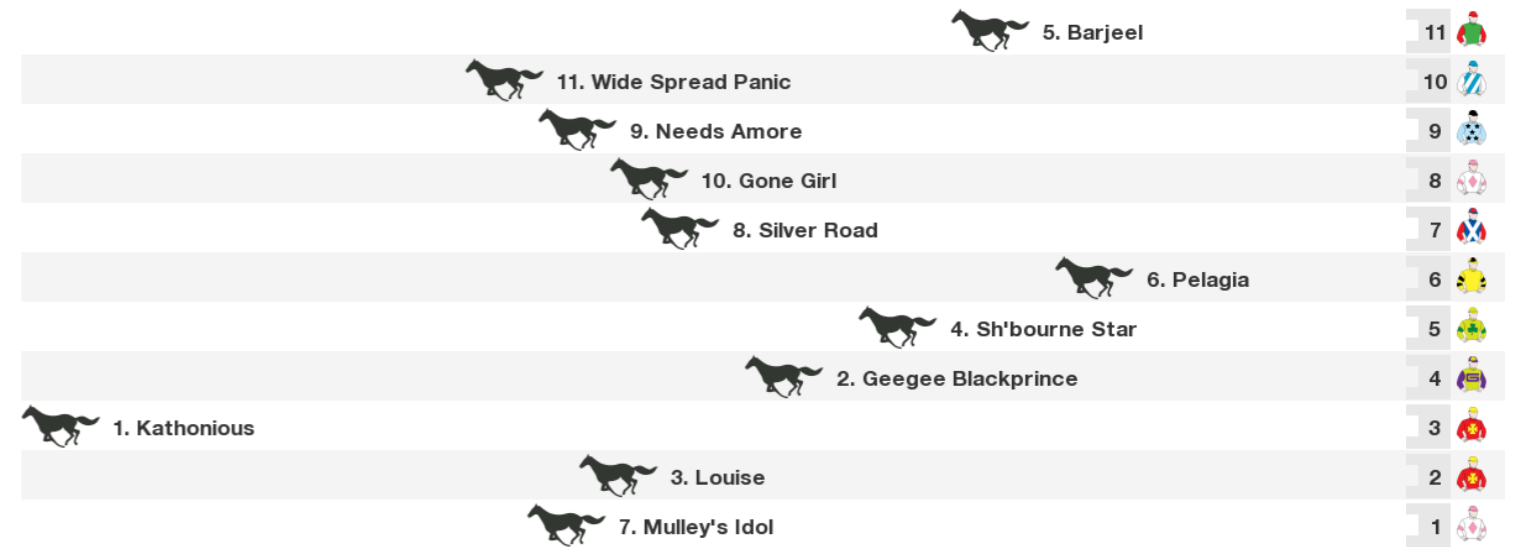 5. Barjeel 11
11. Wide Spread Panic 10
9. Needs Amore 9
10. Gone Girl 8
8. Silver Road 7
6. Pelagia 6
4. Sh'bourne Star 5
2. Geegee Blackprince 4
1. Kathonious 3
3. Louise 2
7. Mulley's Idol 1